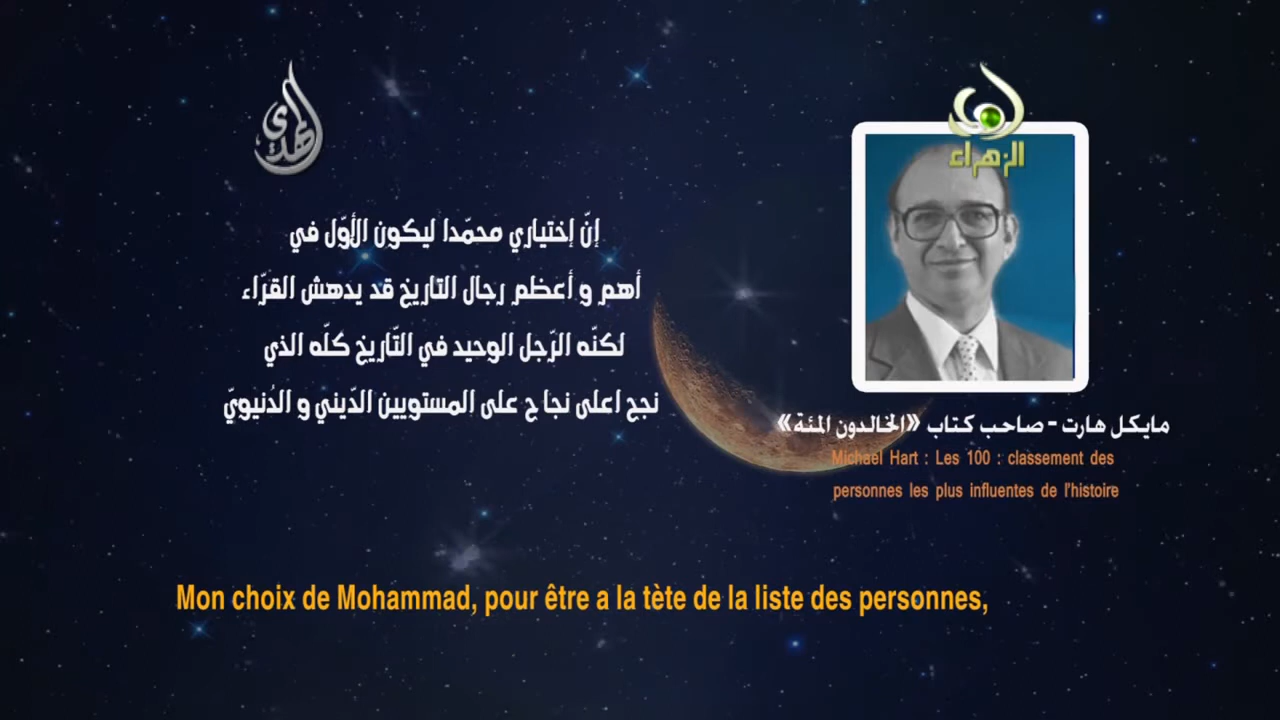 المهدي
الزهراء
إنّ إختياري محمّدا ليكون الأوّل في
أهم و أعظم رجال التاريخ قد يدهش القرّاء
لكنّه الرّجل الوحيد في التّاريخ كلّه الذي
نجح اعلى نجاح على المستويين الدّيني و الدُنيويّ
مايكل هارت - صاحب كتاب «الخالدون المئة»
Michael Hart : Les 100 : classement des
personnes les plus influentes de l'histoire
Mon choix de Mohammad, pour être a la tète de la liste des personnes,